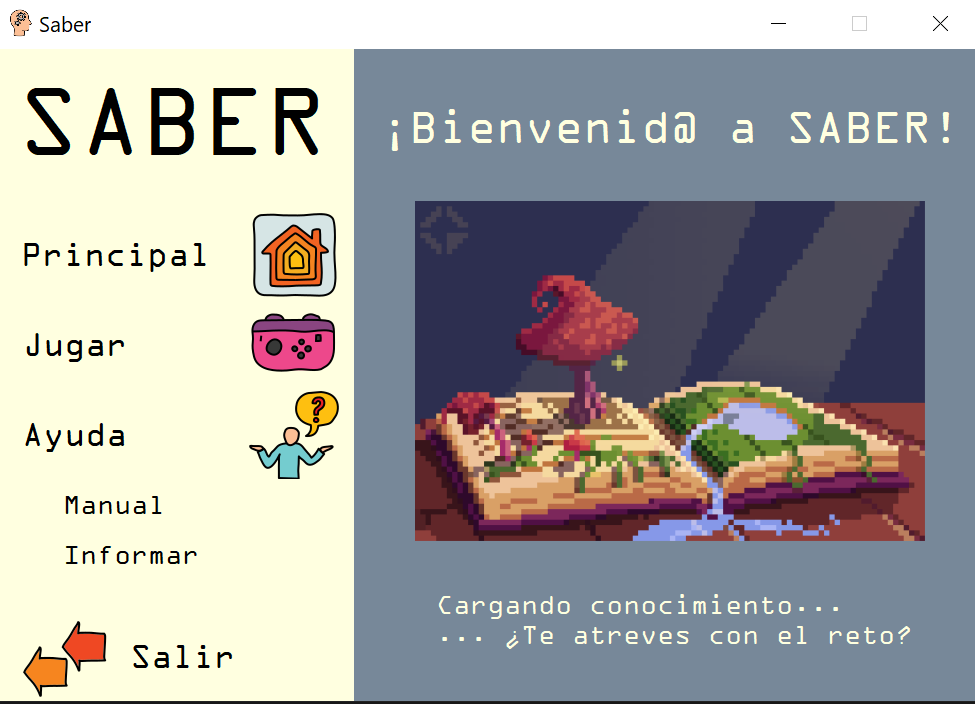 Saber
SABER
Principal
Jugar
Ayuda
?
Manual
Informar
Salir
¡Bienvenid@ a SABER!
Cargando conocimiento...
... ¿Te atreves con el reto?